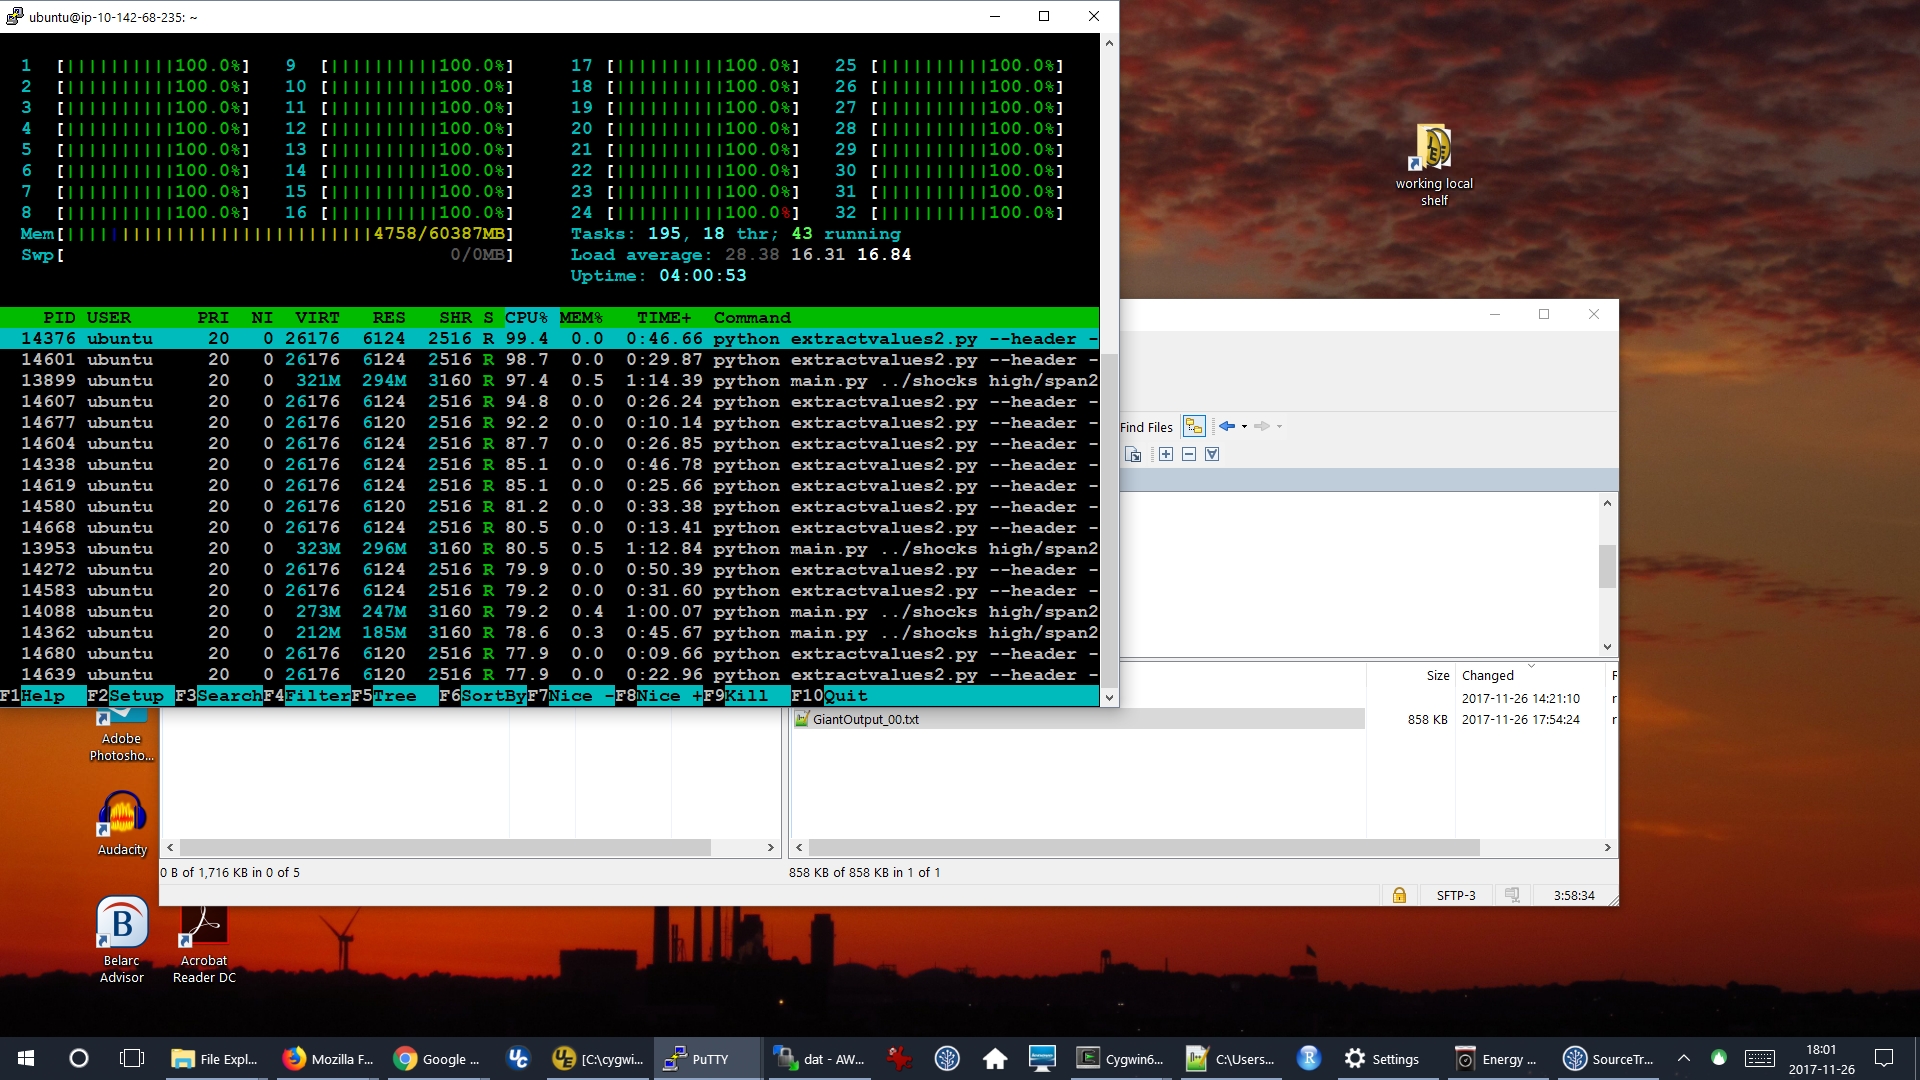 ubuntu@ip-10-142-68-235: ~
1 [||||||||||100.0%] 9 [||||||||||100.0%] 17 [||||||||||100.0%] 25 [||||||||||100.0%]
2 [||||||||||100.0%] 10 [||||||||||100.0%] 18 [||||||||||100.0%] 26 [||||||||||100.0%]
3 [||||||||||100.0%] 11 [||||||||||100.0%] 19 [||||||||||100.0%] 27 [||||||||||100.0%]
4 [||||||||||100.0%] 12 [||||||||||100.0%] 20 [||||||||||100.0%] 28 [||||||||||100.0%]
5 [||||||||||100.0%] 13 [||||||||||100.0%] 21 [||||||||||100.0%] 29 [||||||||||100.0%]
6 [||||||||||100.0%] 14 [||||||||||100.0%] 22 [||||||||||100.0%] 30 [||||||||||100.0%]
7 [||||||||||100.0%] 15 [||||||||||100.0%] 23 [||||||||||100.0%] 31 [||||||||||100.0%]
8 [||||||||||100.0%] 16 [||||||||||100.0%] 24 [||||||||||100.0%] 32 [||||||||||100.0%]
Mem[||||||||||||||||||||||||||||4758/60387MB] Tasks: 195, 18 thr; 43 running
Swp[ 0/0MB] Load average: 28.38 16.31 16.84
Uptime: 04:00:53
PID USER PRI NI VIRT RES SHR S CPU% MEM% TIME+ Command
14376 ubuntu 20 0 26176 6124 2516 R 99.4 0.0 0:46.66 python extractvalues2.py --header -
14601 ubuntu 20 0 26176 6124 2516 R 98.7 0.0 0:29.87 python extractvalues2.py --header -
13899 ubuntu 20 0 321M 294M 3160 R 97.4 0.5 1:14.39 python main.py ../shocks high/span2
14607 ubuntu 20 0 26176 6124 2516 R 94.8 0.0 0:26.24 python extractvalues2.py --header -
14677 ubuntu 20 0 26176 6120 2516 R 92.2 0.0 0:10.14 python extractvalues2.py --header -
14604 ubuntu 20 0 26176 6124 2516 R 87.7 0.0 0:26.85 python extractvalues2.py --header -
14338 ubuntu 20 0 26176 6124 2516 R 85.1 0.0 0:46.78 python extractvalues2.py --header -
14619 ubuntu 20 0 26176 6124 2516 R 85.1 0.0 0:25.66 python extractvalues2.py --header -
14580 ubuntu 20 0 26176 6120 2516 R 81.2 0.0 0:33.38 python extractvalues2.py --header -
14668 ubuntu 20 0 26176 6124 2516 R 80.5 0.0 0:13.41 python extractvalues2.py --header -
13953 ubuntu 20 0 323M 296M 3160 R 80.5 0.5 1:12.84 python main.py ../shocks high/span2
14272 ubuntu 20 0 26176 6124 2516 R 79.9 0.0 0:50.39 python extractvalues2.py --header -
14583 ubuntu 20 0 26176 6124 2516 R 79.2 0.0 0:31.60 python extractvalues2.py --header -
14088 ubuntu 20 0 273M 247M 3160 R 79.2 0.4 1:00.07 python main.py ../shocks high/span2
14362 ubuntu 20 0 212M 185M 3160 R 78.6 0.3 0:45.67 python main.py ../shocks high/span2
14680 ubuntu 20 0 26176 6120 2516 R 77.9 0.0 0:09.66 python extractvalues2.py --header -
14639 ubuntu 20 0 26176 6120 2516 R 77.9 0.0 0:22.96 python extractvalues2.py --header -
F1Help F2Setup F3SearchF4FilterF5Tree F6SortByF7Nice -F8Nice +F9Kill F10Quit
working local
shelf
Find Files
Size Changed
2017-11-26 14:21:10 r
GiantOutput_00.txt 858 KB 2017-11-26 17:54:24 r
0 B of 1,716 KB in 0 of 5
858 KB of 858 KB in 1 of 1
SFTP-3 3:58:34
Adobe
Photosho...
Audacity
Belarc
Advisor
Acrobat
Reader DC
File Expl...
Mozilla F...
Google ...
[C:\cygwi...
PuTTY
dat - AW...
Cygwin6...
C:\Users...
Settings
Energy ...
SourceTr...
18:01
2017-11-26